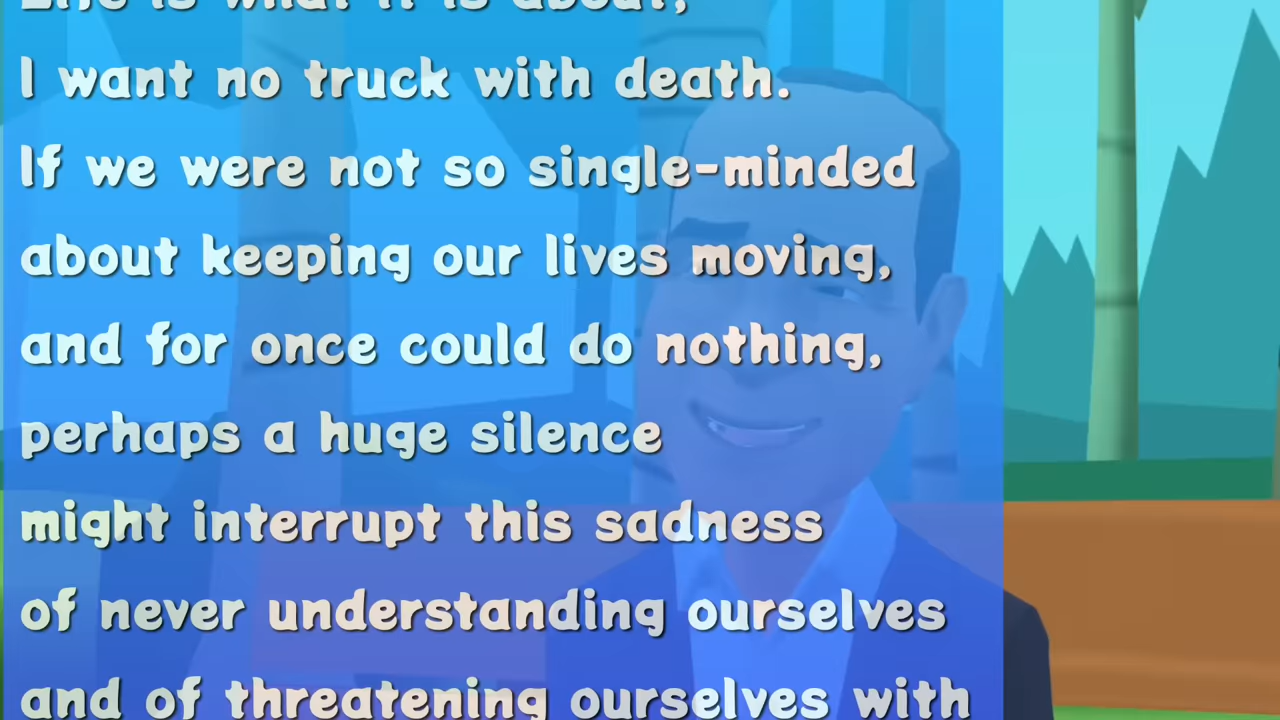 Life is what it is about,
I want no truck with death.
If we were not so single-minded
about keeping our lives moving,
and for once could do nothing,
perhaps a huge silence
might interrupt this sadness
of never understanding ourselves
and of threatening ourselves with